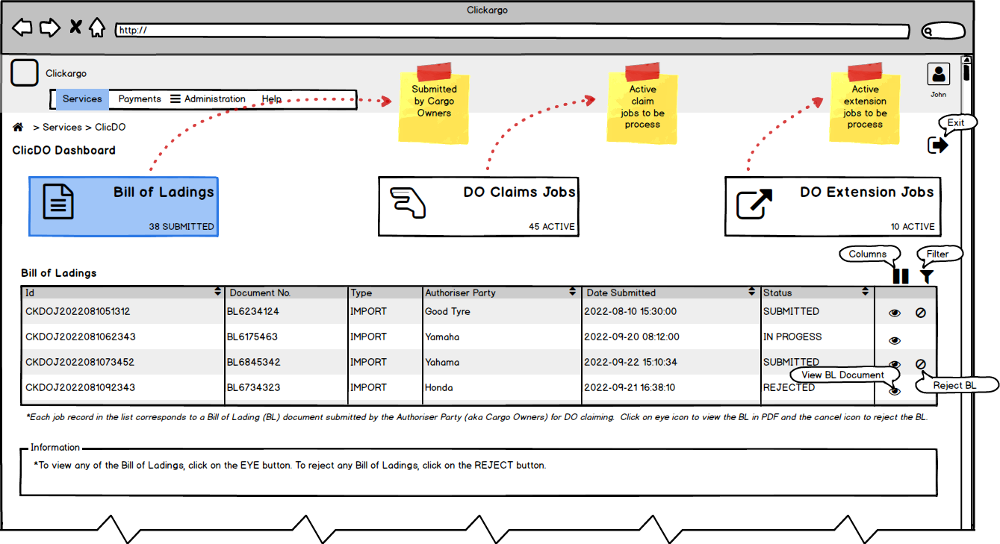 Clickargo
http://
Clickargo
Services Payments Administration Help
John
Submitted
by Cargo
Owners
Active
claim
jobs to be
process
Active
extension
jobs to be
process
Exit
> Services > ClicDO
ClicDO Dashboard
Bill of Ladings
38 SUBMITTED
DO Claims Jobs
45 ACTIVE
DO Extension Jobs
10 ACTIVE
Columns
Filter
Bill of Ladings
Id Document No. Type Authoriser Party Date Submitted Status
CKDOJ2022081051312 BL6234124 IMPORT Good Tyre 2022-08-10 15:30:00 SUBMITTED
CKDOJ2022081062343 BL6175463 IMPORT Yamaha 2022-09-20 08:12:00 IN PROGESS
CKDOJ2022081073452 BL6845342 IMPORT Yahama 2022-09-22 15:10:34 SUBMITTED
View BL Document
Reject BL
CKDOJ2022081092343 BL6734323 IMPORT Honda 2022-09-21 16:38:10 REJECTED
*Each job record in the list corresponds to a Bill of Lading (BL) document submitted by the Authoriser Party (aka Cargo Owners) for DO claiming. Click on eye icon to view the BL in PDF and the cancel icon to reject the BL.
Information
*To view any of the Bill of Ladings, click on the EYE button. To reject any Bill of Ladings, click on the REJECT button.